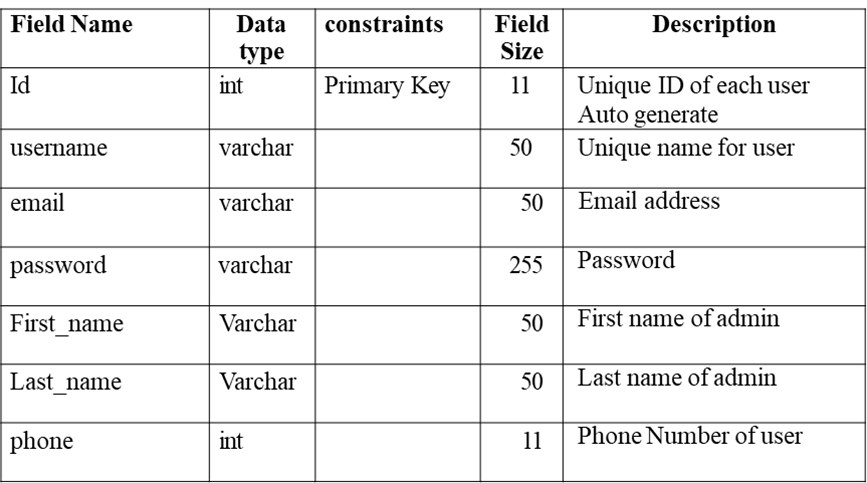 Field Name Data type constraints Field Size Description
Id int Primary Key 11 Unique ID of each user Auto generate
username varchar 50 Unique name for user
email varchar 50 Email address
password varchar 255 Password
First_name Varchar 50 First name of admin
Last_name Varchar 50 Last name of admin
phone int 11 Phone Number of user